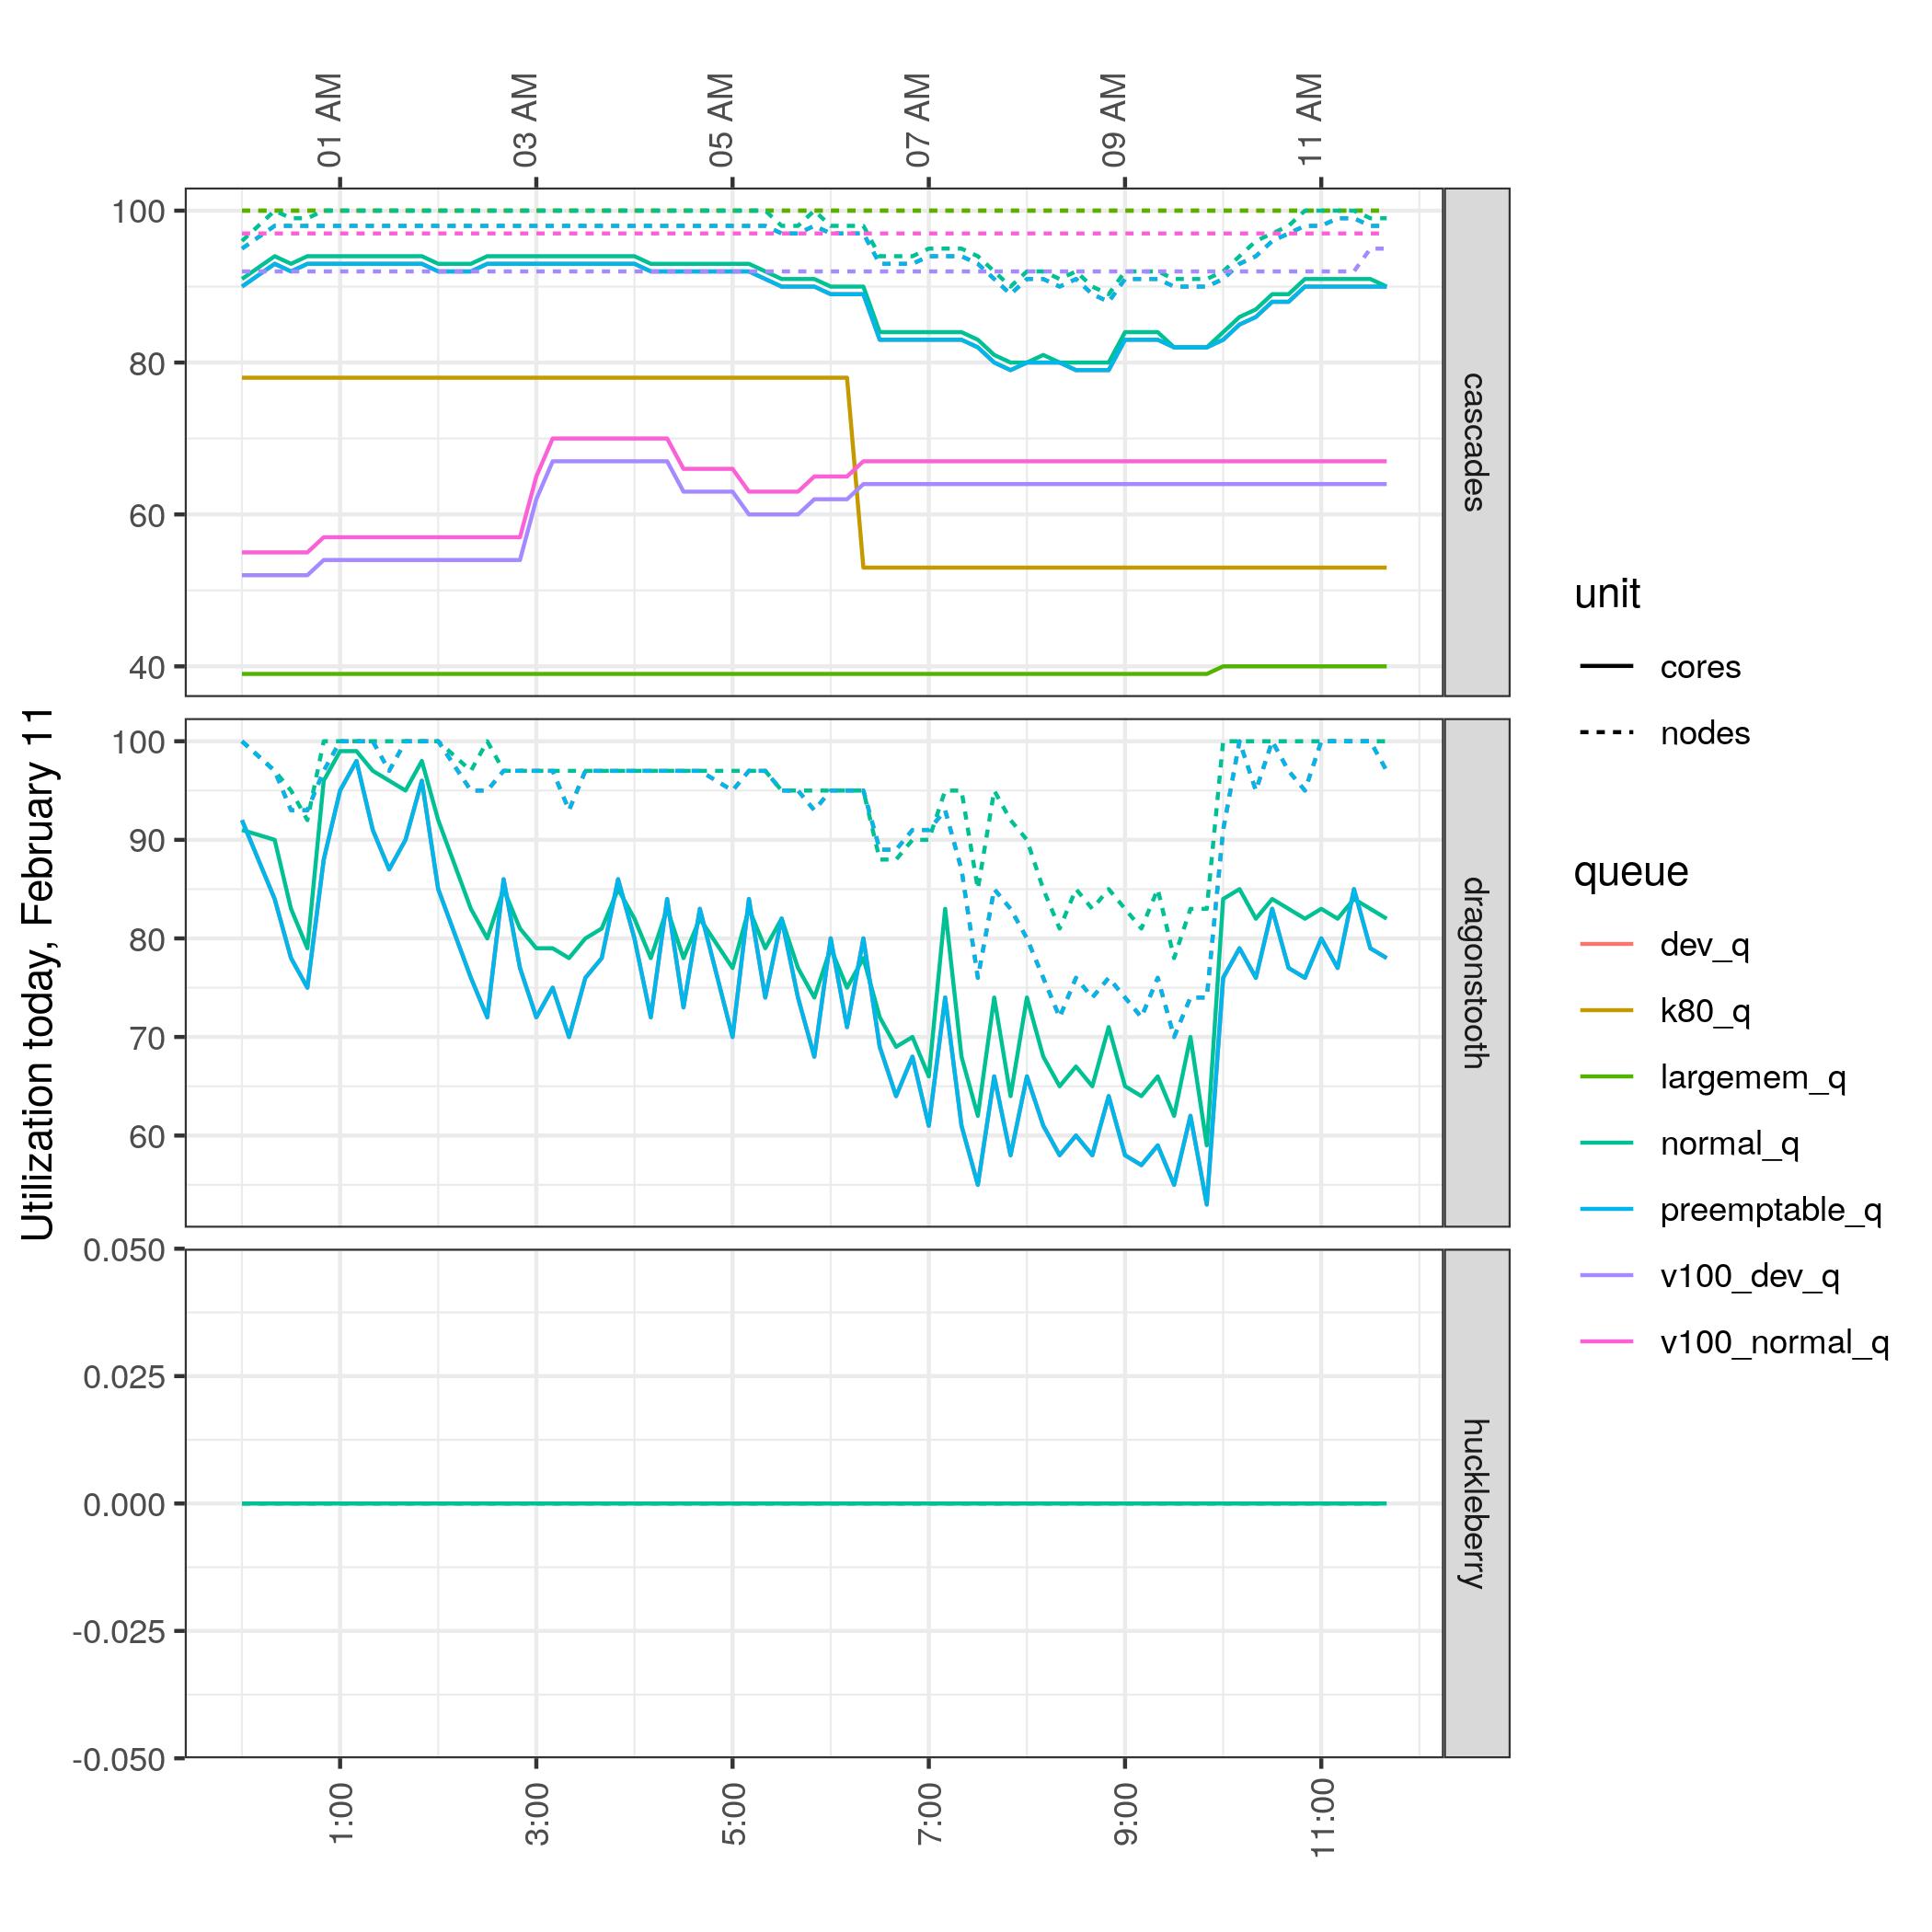 01 AM
03 AM
05 AM
07 AM
09 AM
11 AM
Utilization today, February 11
100
80
60
40
cascades
100
90
80
70
60
dragonstooth
0.050
0.025
0.000
-0.025
-0.050
huckleberry
1:00
3:00
5:00
7:00
9:00
11:00
unit
cores
nodes
queue
dev_q
k80_q
largemem_q
normal_q
preemptable_q
v100_dev_q
v100_normal_q